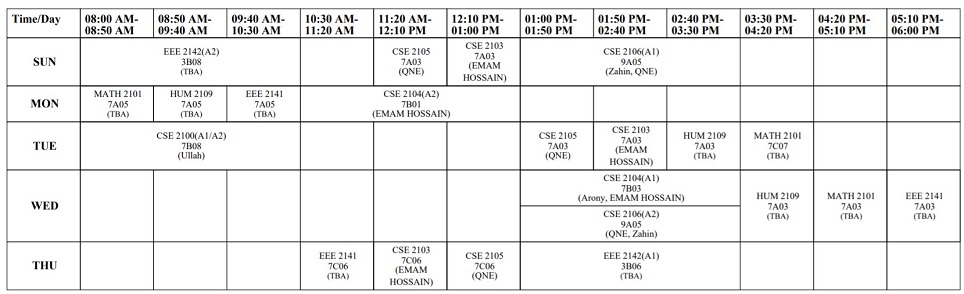 Time/Day 08:00 AM- 08:50 AM- 09:40 AM- 10:30 AM- 11:20 AM- 12:10 PM- 01:00 PM- 01:50 PM- 02:40 PM- 03:30 PM- 04:20 PM- 05:10 PM-
08:50 AM 09:40 AM 10:30 AM 11:20 AM 12:10 PM 01:00 PM 01:50 PM 02:40 PM 03:30 PM 04:20 PM 05:10 PM 06:00 PM
SUN
EEE 2142(A2)
3B08
(TBA)
CSE 2105
7A03
(QNE)
CSE 2103
7A03
(EMAM
HOSSAIN)
CSE 2106(A1)
9A05
(Zahin, QNE)
MON
MATH 2101
7A05
(TBA)
HUM 2109
7A05
(TBA)
EEE 2141
7A05
(TBA)
CSE 2104(A2)
7B01
(EMAM HOSSAIN)
TUE
CSE 2100(A1/A2)
7B08
(Ullah)
CSE 2105
7A03
(QNE)
CSE 2103
7A03
(EMAM
HOSSAIN)
HUM 2109
7A03
(TBA)
MATH 2101
7C07
(TBA)
WED
CSE 2104(A1)
7B03
(Arony, EMAM HOSSAIN)
CSE 2106(A2)
9A05
(QNE, Zahin)
HUM 2109
7A03
(TBA)
MATH 2101
7A03
(TBA)
EEE 2141
7A03
(TBA)
THU
EEE 2141
7C06
(TBA)
CSE 2103
7C06
(EMAM
HOSSAIN)
CSE 2105
7C06
(QNE)
EEE 2142(A1)
3B06
(TBA)